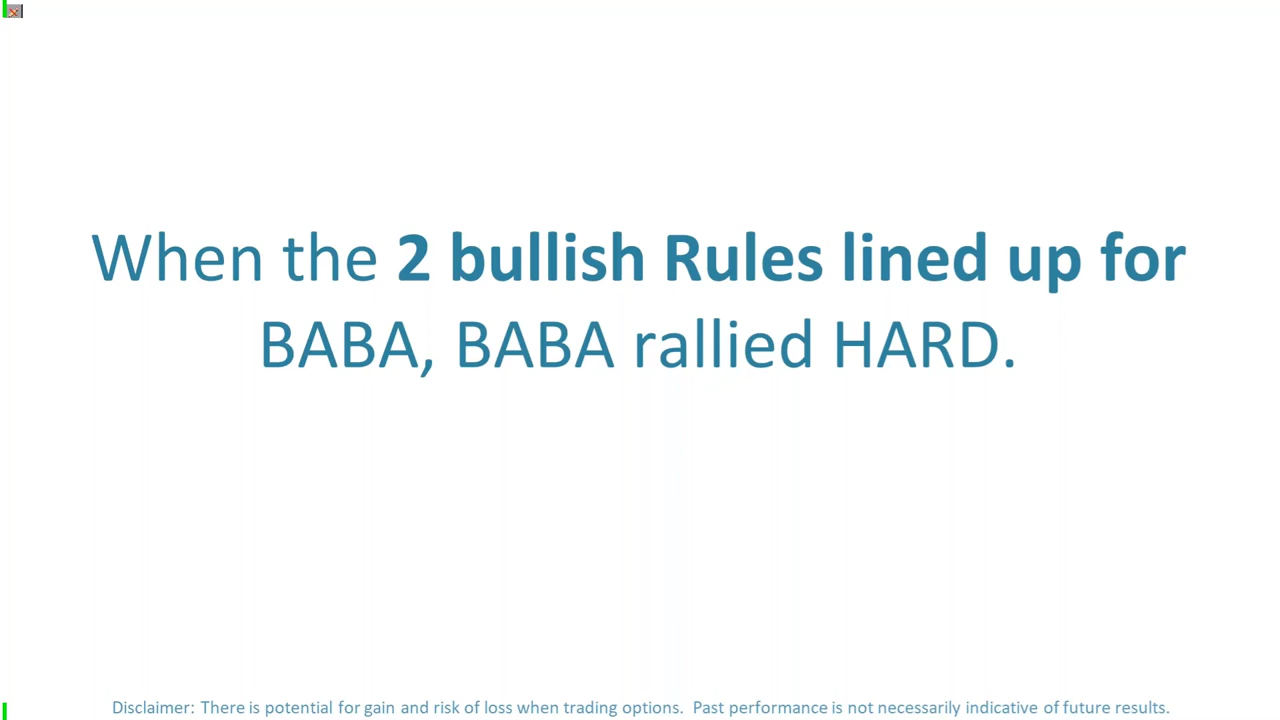 When the 2 bullish Rules lined up for
BABA, BABA rallied HARD.
Disclaimer: There is potential for gain and risk of loss when trading options.  Past performance is not necessarily indicative of future results.